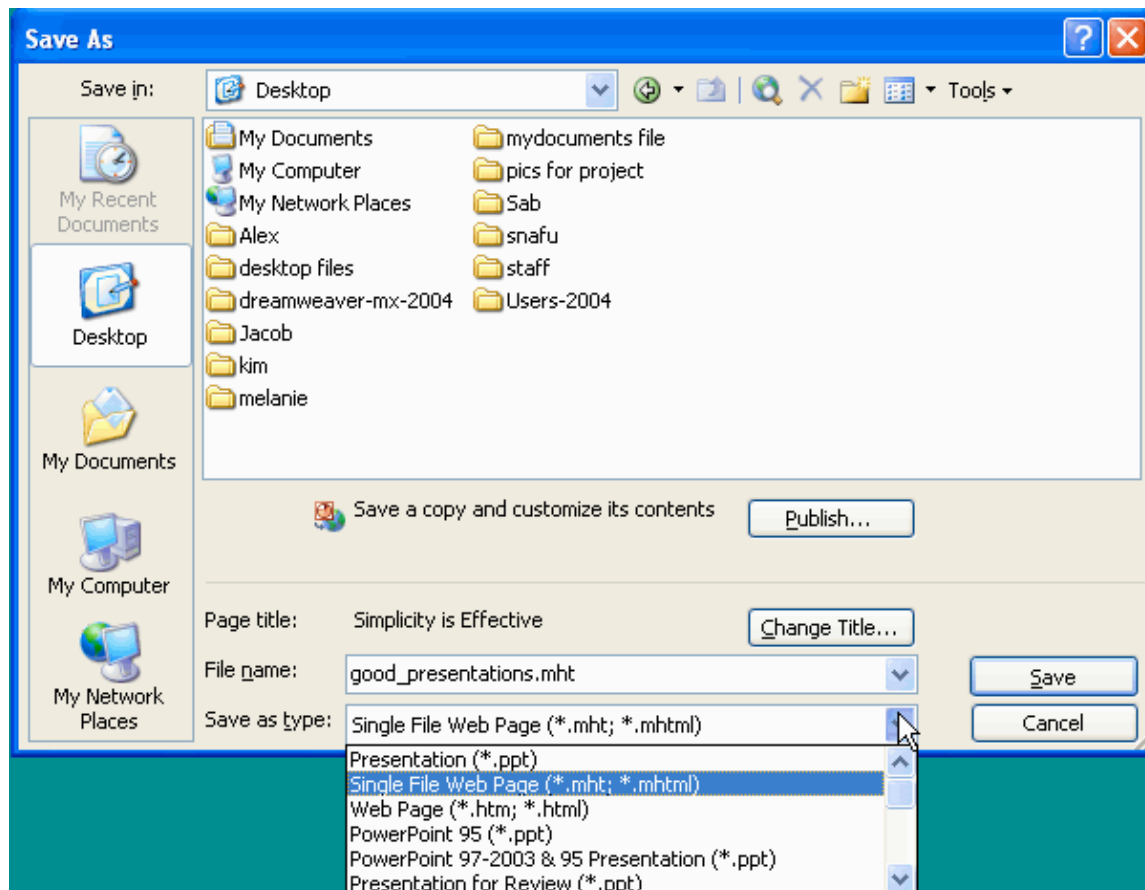 Save As
Save in:
Desktop
Tools
My Recent
Documents
Desktop
My Documents
My Computer
My Network
Places
My Documents
My Computer
My Network Places
Alex
desktop files
dreamweaver-mx-2004
Jacob
kim
melanie
mydocuments file
pics for project
Sab
snafu
staff
Users-2004
Save a copy and customize its contents
Publish...
Page title: Simplicity is Effective
Change Title...
File name: good_presentations.mht
Save
Save as type: Single File Web Page (*.mht; *.mhtml)
Cancel
Presentation (*.ppt)
Single File Web Page (*.mht; *.mhtml)
Web Page (*.htm; *.html)
PowerPoint 95 (*.ppt)
PowerPoint 97-2003 & 95 Presentation (*.ppt)
Presentation for Review (*.ppt)